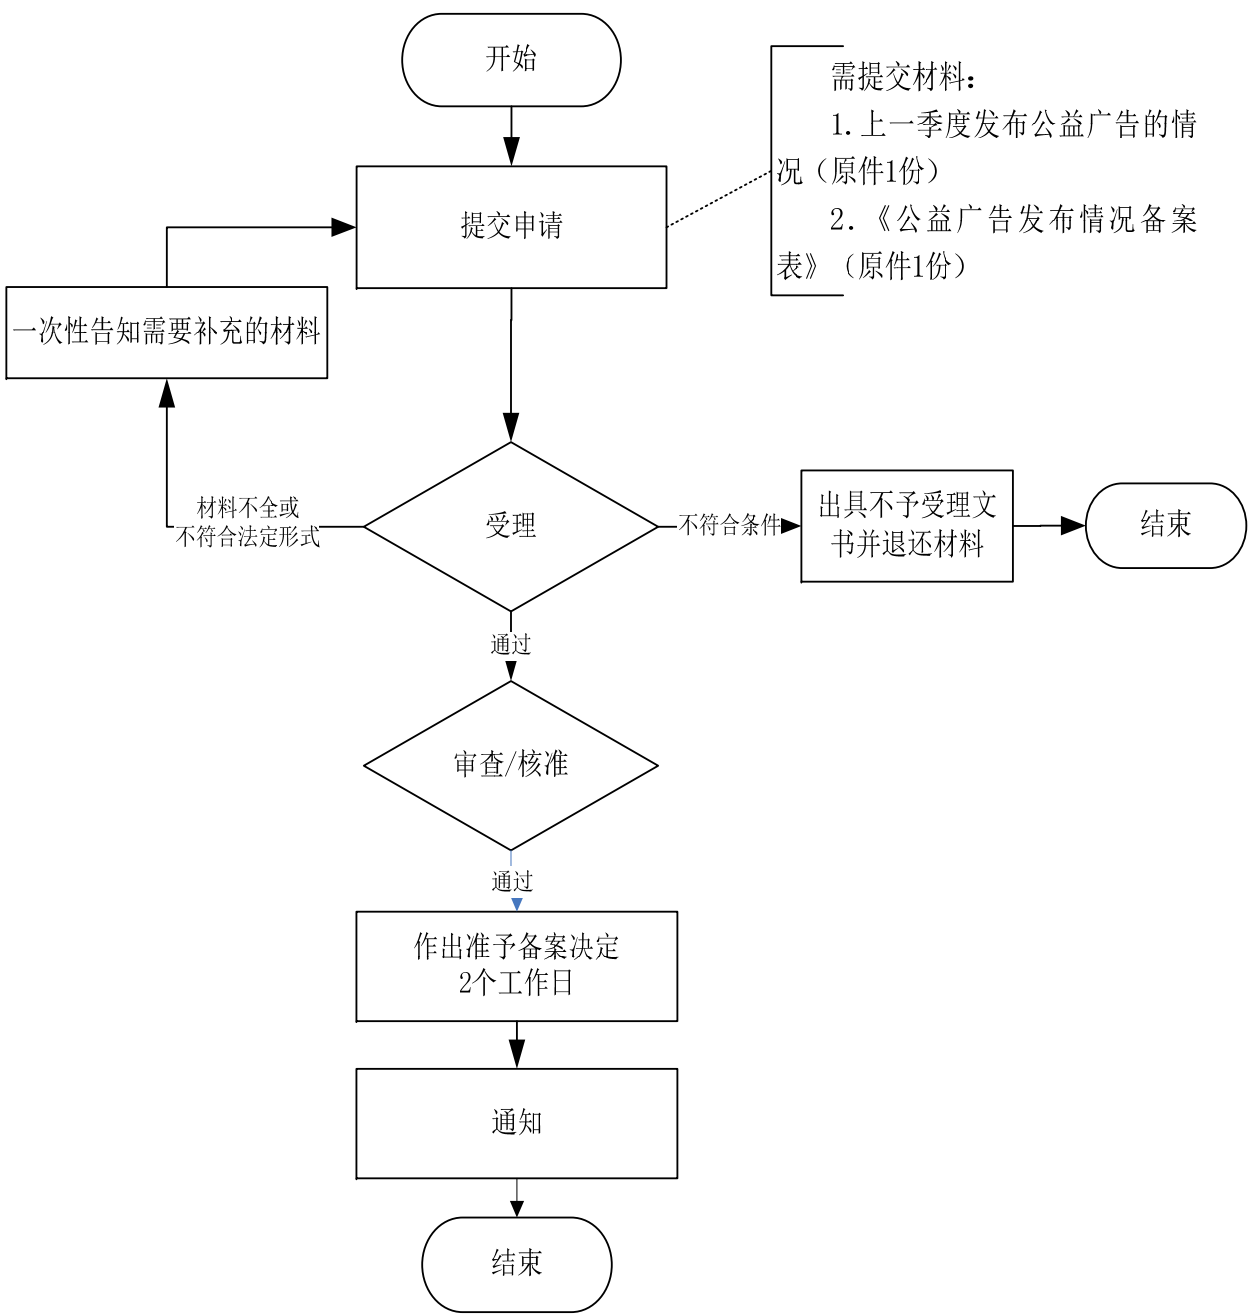 开始
需提交材料：
1.上一季度发布公益广告的情
况（原件1份）
2.《公益广告发布情况备案
表》（原件1份）
提交申请
一次性告知需要补充的材料
材料不全或
不符合法定形式
受理
不符合条件
出具不予受理文
书并退还材料
结束
通过
审查/核准
通过
作出准予备案决定
2个工作日
通知
结束